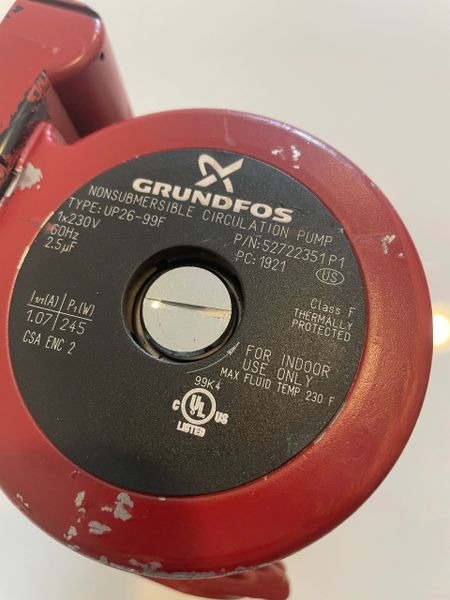 GRUNDFOS
NONSUBMERSIBLE CIRCULATION PUMP
TYPE: UP26-99F
1x230V
60Hz
2.5µF
P/N:52722351 P1
PC: 1921
US
I1/1(A) P1(W)
1.07 245
CSA ENC 2
Class F
THERMALLY
PROTECTED
FOR INDOOR
USE ONLY
MAX FLUID TEMP 230 F
99K4
C UL US
LISTED